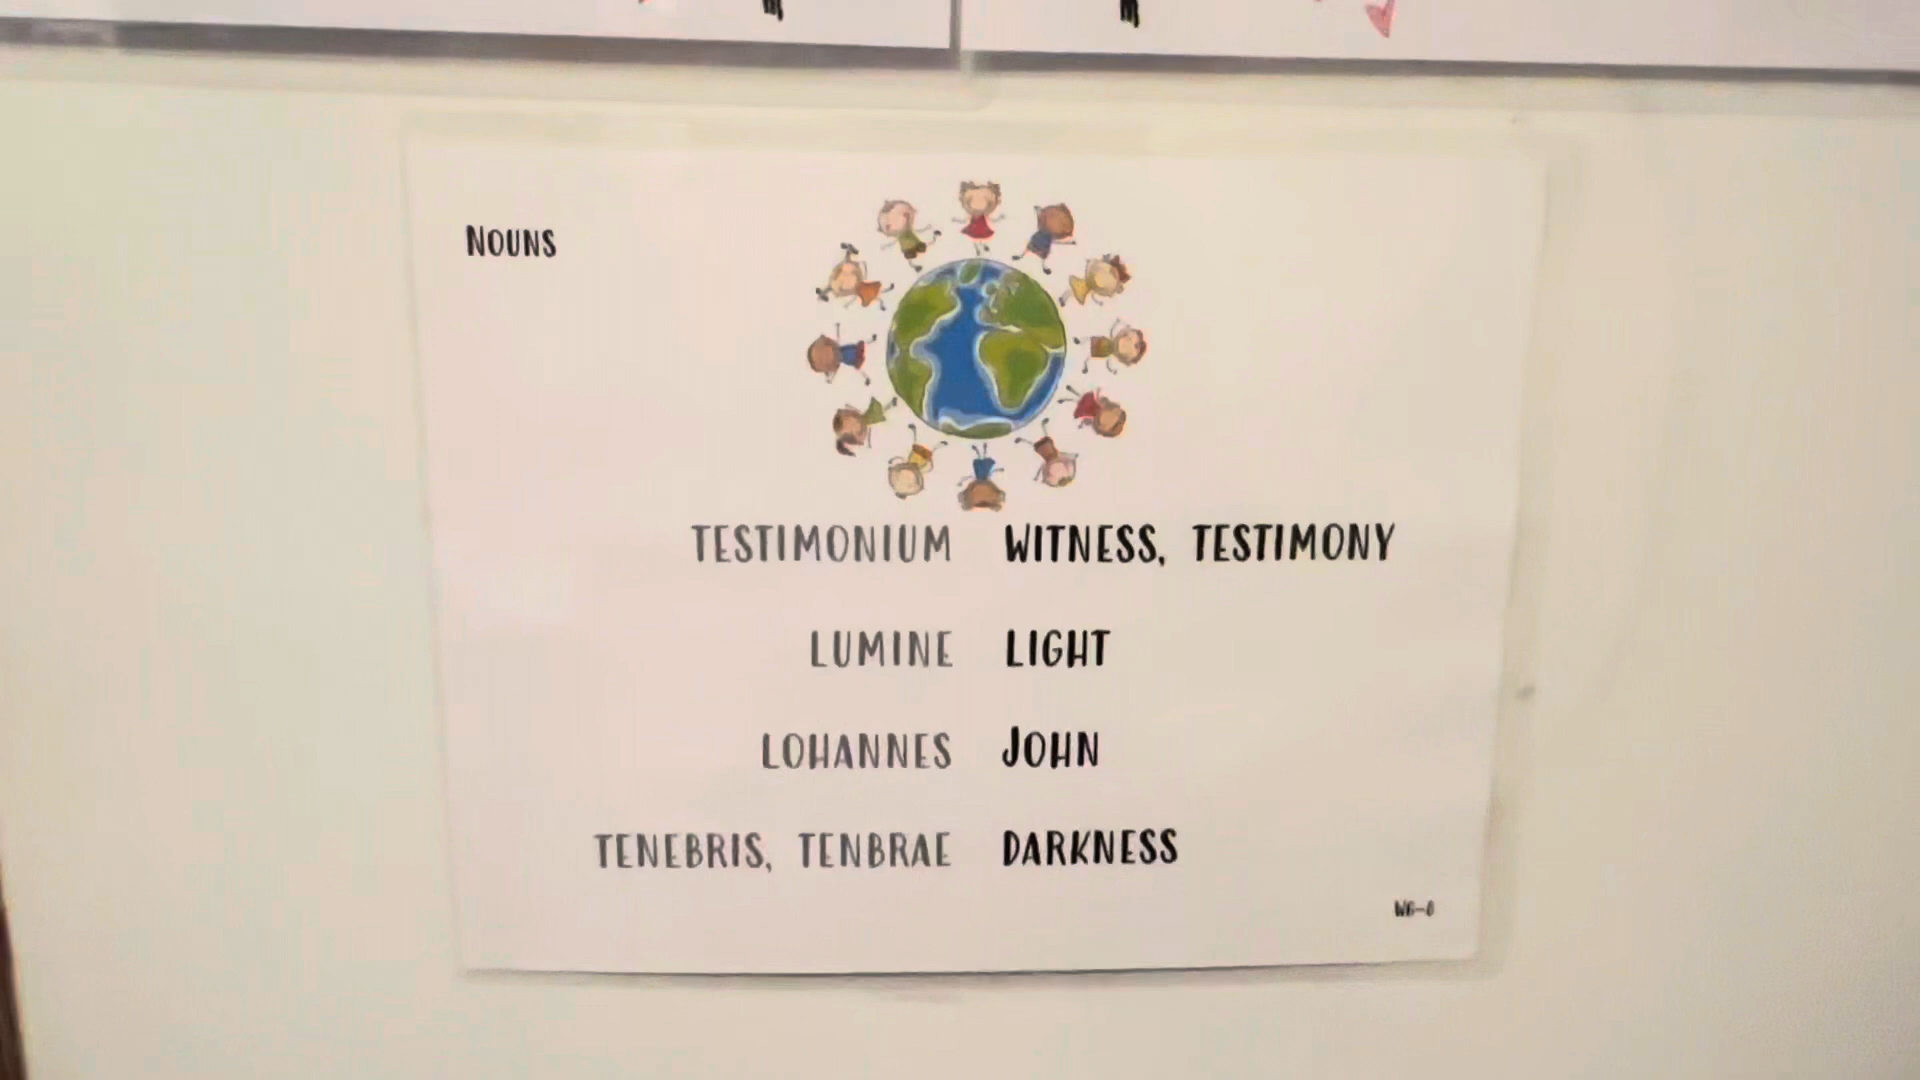 NOUNS
TESTIMONIUM WITNESS, TESTIMONY
LUMINE LIGHT
LOHANNES JOHN
TENEBRIS, TENBRAE DARKNESS